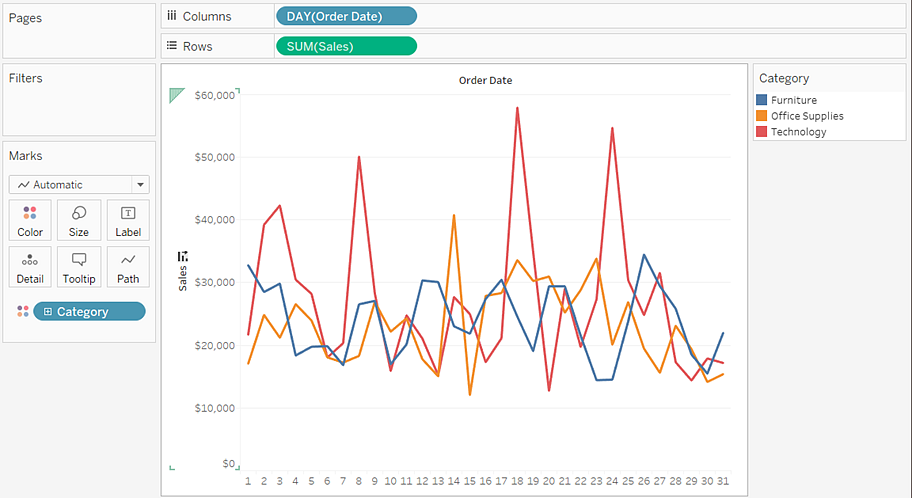 Pages
Columns
DAY(Order Date)
Rows
SUM(Sales)
Filters
Marks
Automatic
Color
Size
Label
Detail
Tooltip
Path
Category
Order Date
Sales
$60,000
$50,000
$40,000
$30,000
$20,000
$10,000
$0
1 2 3 4 5 6 7 8 9 10 11 12 13 14 15 16 17 18 19 20 21 22 23 24 25 26 27 28 29 30 31
Category
Furniture
Office Supplies
Technology